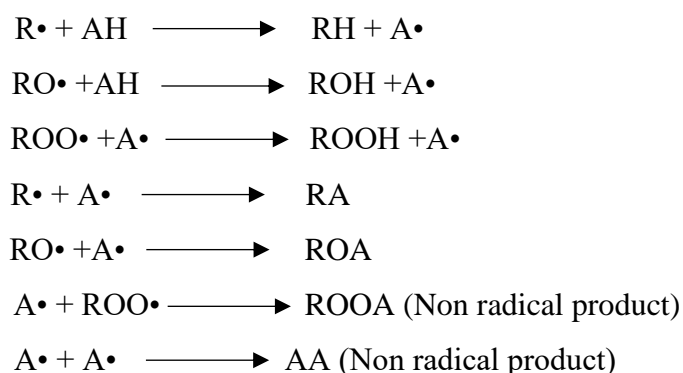 R• + AH ⟶ RH + A•
RO• +AH ⟶ ROH +A•
ROO• +A• ⟶ ROOH +A•
R• + A• ⟶ RA
RO• +A• ⟶ ROA
A• + ROO• ⟶ ROOA (Non radical product)
A• + A• ⟶ AA (Non radical product)